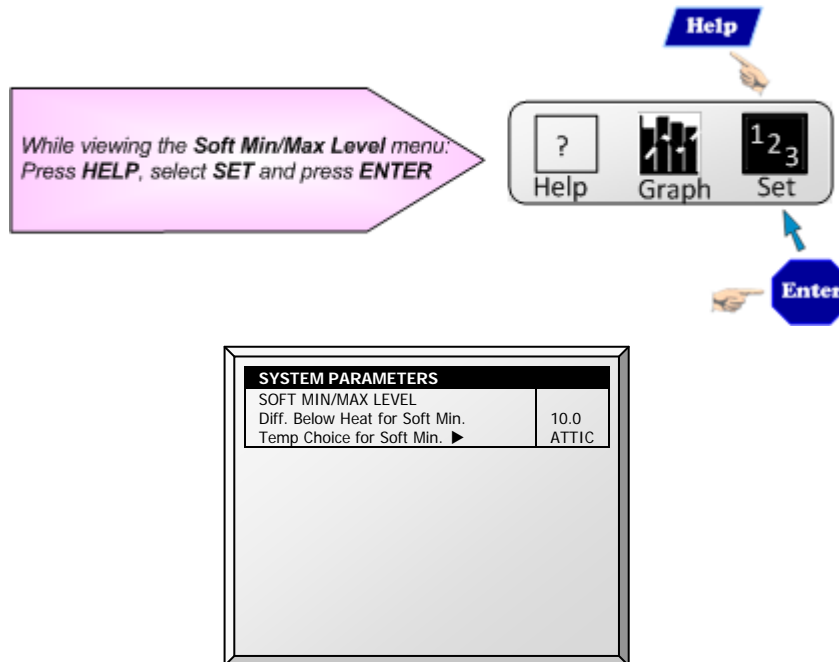 Help
While viewing the Soft Min/Max Level menu:
Press HELP, select SET and press ENTER
?
Help
Graph
1 2 3
Set
Enter
SYSTEM PARAMETERS
SOFT MIN/MAX LEVEL
Diff. Below Heat for Soft Min. 10.0
Temp Choice for Soft Min. ▶ ATTIC